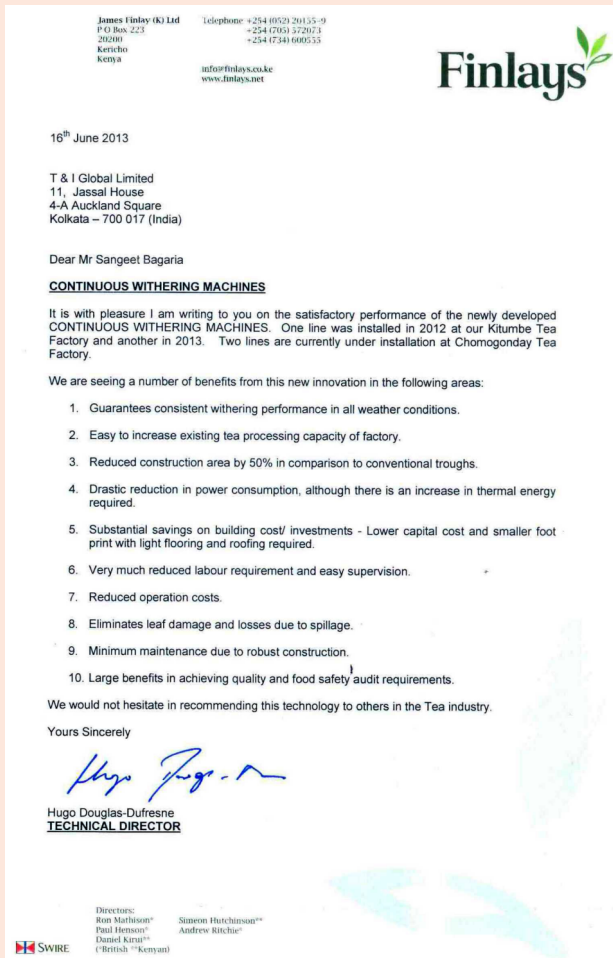 James Finlay (K) Ltd
P O Box 223
20200
Kericho
Kenya
Telephone +254 (052) 20155-9
+254 (705) 572073
+254 (734) 600555
info@finlays.co.ke
www.finlays.net
Finlays
16th June 2013
T & I Global Limited
11, Jassal House
4-A Auckland Square
Kolkata – 700 017 (India)
Dear Mr Sangeet Bagaria
CONTINUOUS WITHERING MACHINES
It is with pleasure I am writing to you on the satisfactory performance of the newly developed
CONTINUOUS WITHERING MACHINES. One line was installed in 2012 at our Kitumbe Tea
Factory and another in 2013. Two lines are currently under installation at Chomogonday Tea
Factory.
We are seeing a number of benefits from this new innovation in the following areas:
1. Guarantees consistent withering performance in all weather conditions.
2. Easy to increase existing tea processing capacity of factory.
3. Reduced construction area by 50% in comparison to conventional troughs.
4. Drastic reduction in power consumption, although there is an increase in thermal energy
required.
5. Substantial savings on building cost/ investments - Lower capital cost and smaller foot
print with light flooring and roofing required.
6. Very much reduced labour requirement and easy supervision.
7. Reduced operation costs.
8. Eliminates leaf damage and losses due to spillage.
9. Minimum maintenance due to robust construction.
10. Large benefits in achieving quality and food safety audit requirements.
We would not hesitate in recommending this technology to others in the Tea industry.
Yours Sincerely
Hugo Douglas-Dufresne
TECHNICAL DIRECTOR
Directors:
Ron Mathison*
Paul Henson*
Daniel Kirui**
(*British **Kenyan)
Simeon Hutchinson**
Andrew Ritchie*
SWIRE